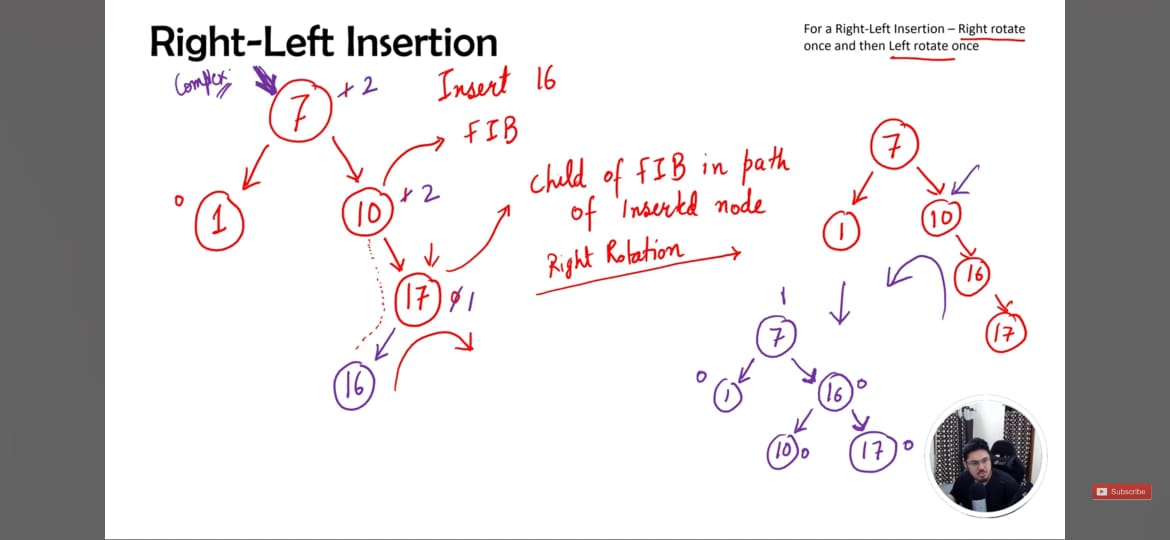 Right-Left Insertion
For a Right-Left Insertion – Right rotate
once and then Left rotate once
Complex
7 +2
Insert 16
FIB
0 1
10 +2
Child of FIB in path
of Inserted node
Right Rotation
17 0 1
16
7
1
10
16
17
1
7
0 1
16 0
10 0
17 0
Subscribe